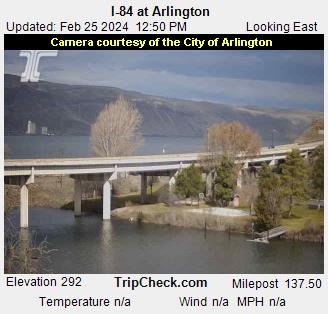 I-84 at Arlington
Updated: Feb 25 2024 12:50 PM Looking East
Camera courtesy of the City of Arlington
Elevation 292 TripCheck.com Milepost 137.50
Temperature n/a Wind n/a MPH n/a